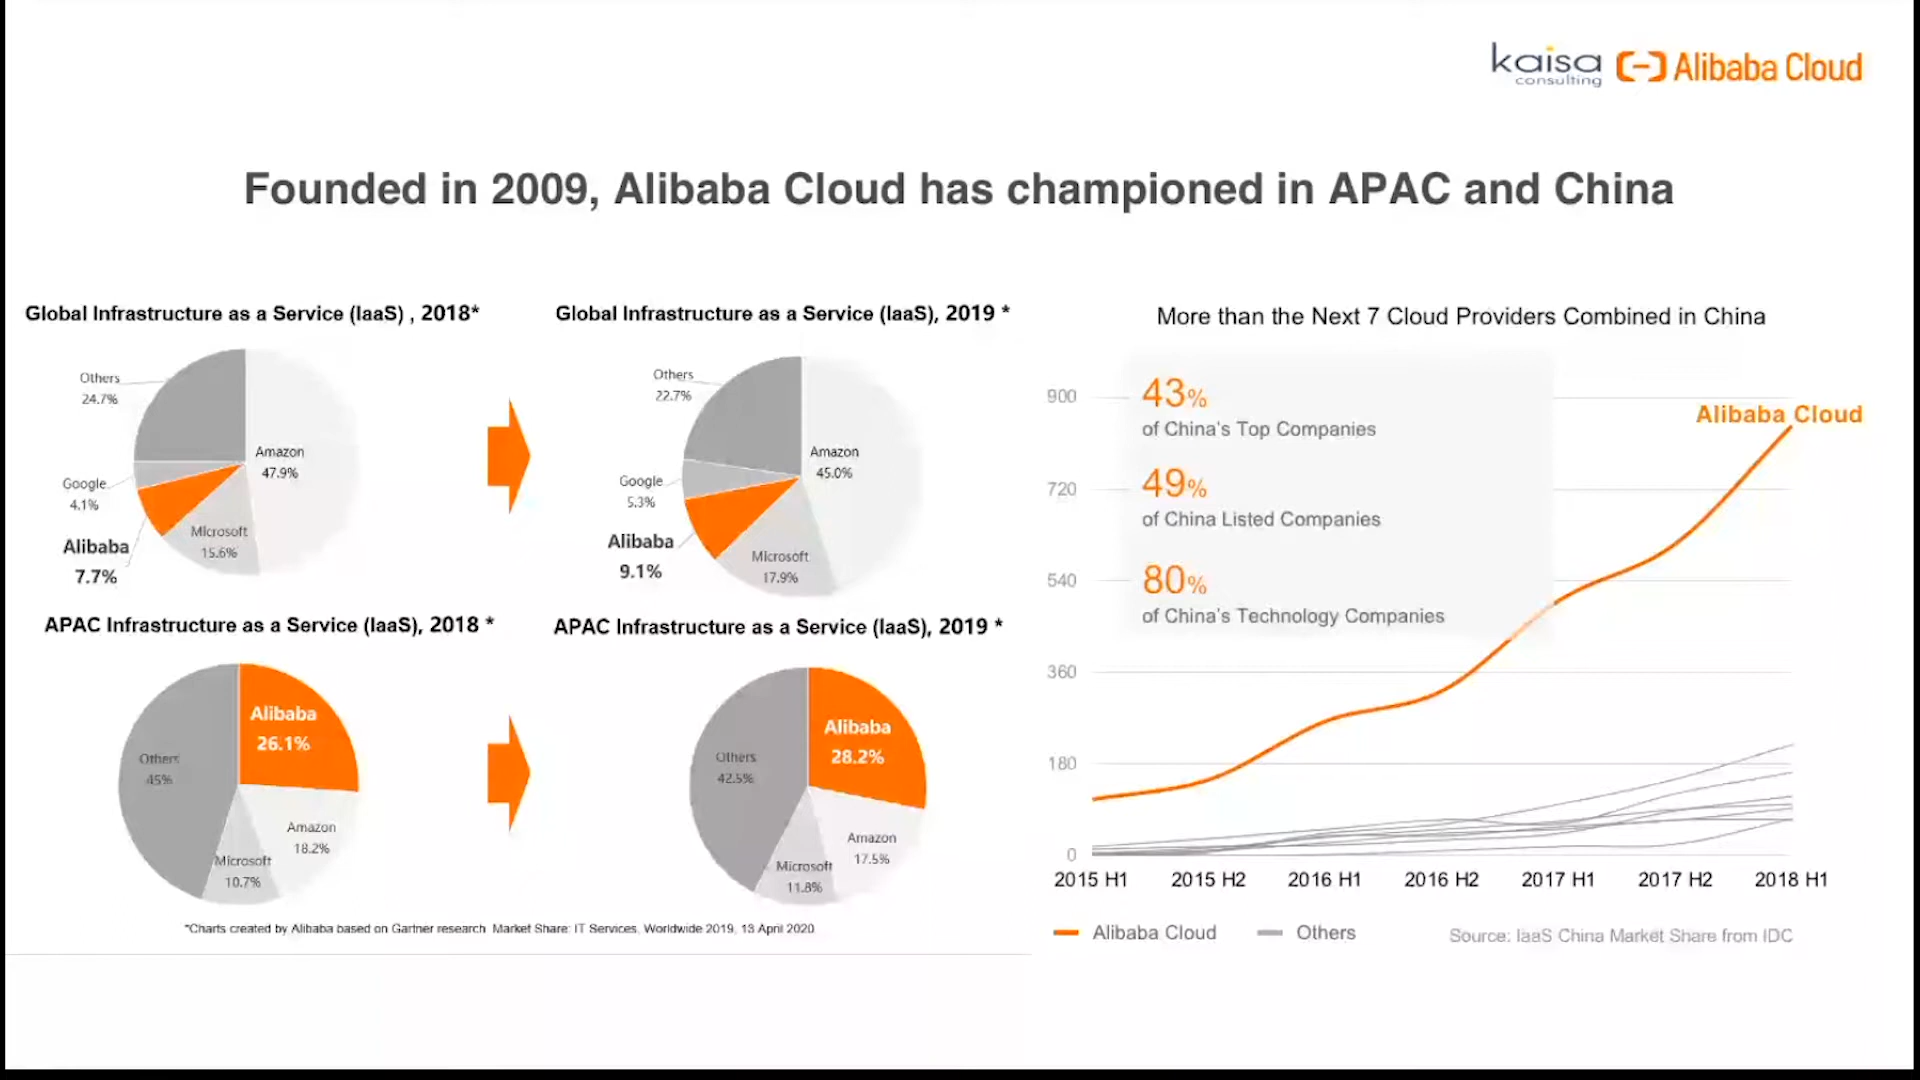 kaisa
consulting
Alibaba Cloud
Founded in 2009, Alibaba Cloud has championed in APAC and China
Global Infrastructure as a Service (IaaS) , 2018*
Others
24.7%
Google
4.1%
Alibaba
7.7%
Microsoft
15.6%
Amazon
47.9%
Global Infrastructure as a Service (IaaS), 2019 *
Others
22.7%
Google
5.3%
Alibaba
9.1%
Microsoft
17.9%
Amazon
45.0%
APAC Infrastructure as a Service (IaaS), 2018 *
Others
45%
Alibaba
26.1%
Amazon
18.2%
Microsoft
10.7%
APAC Infrastructure as a Service (IaaS), 2019 *
Others
42.5%
Alibaba
28.2%
Amazon
17.5%
Microsoft
11.8%
*Charts created by Alibaba based on Gartner research Market Share: IT Services, Worldwide 2019, 13 April 2020
More than the Next 7 Cloud Providers Combined in China
43%
of China's Top Companies
49%
of China Listed Companies
80%
of China's Technology Companies
Alibaba Cloud
900
720
540
360
180
0
2015 H1 2015 H2 2016 H1 2016 H2 2017 H1 2017 H2 2018 H1
Alibaba Cloud Others
Source: IaaS China Market Share from IDC